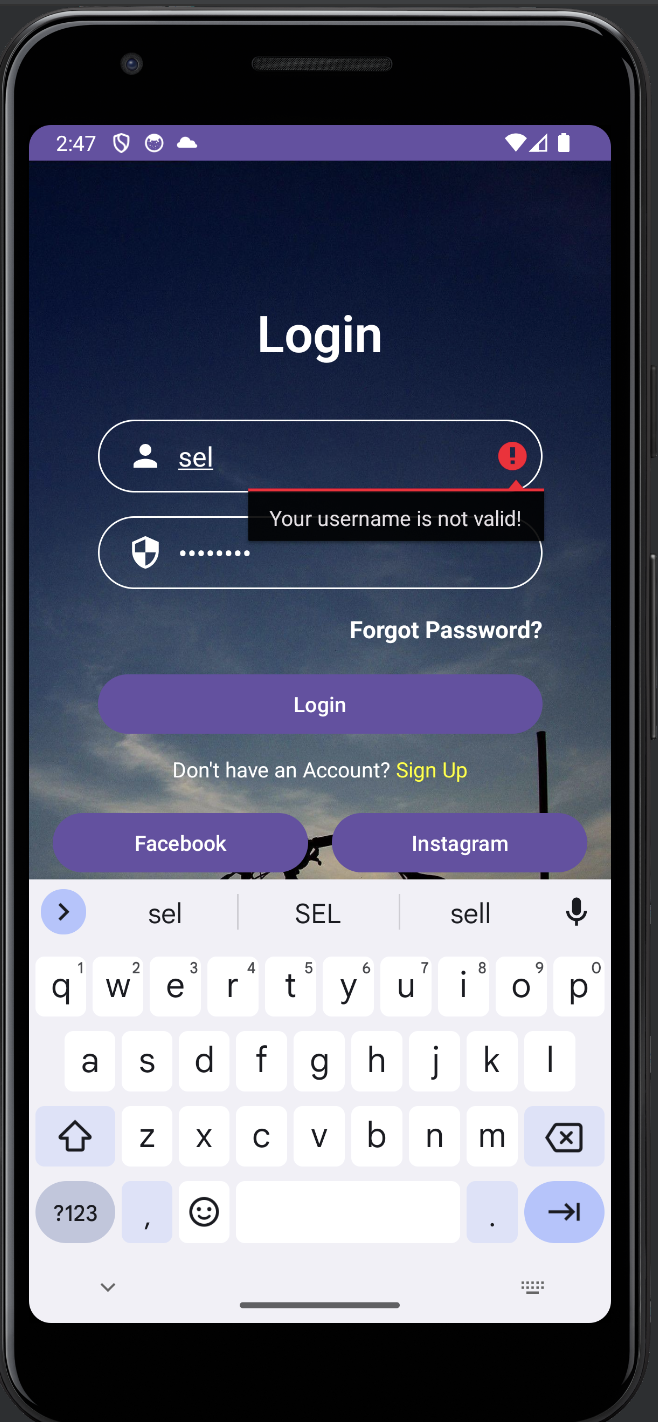 2:47
Login
sel
Your username is not valid!
••••••••
Forgot Password?
Login
Don't have an Account? Sign Up
Facebook Instagram
sel SEL sell
q1 w2 e3 r4 t5 y6 u7 i8 o9 p0
a s d f g h j k l
z x c v b n m
?123 , .